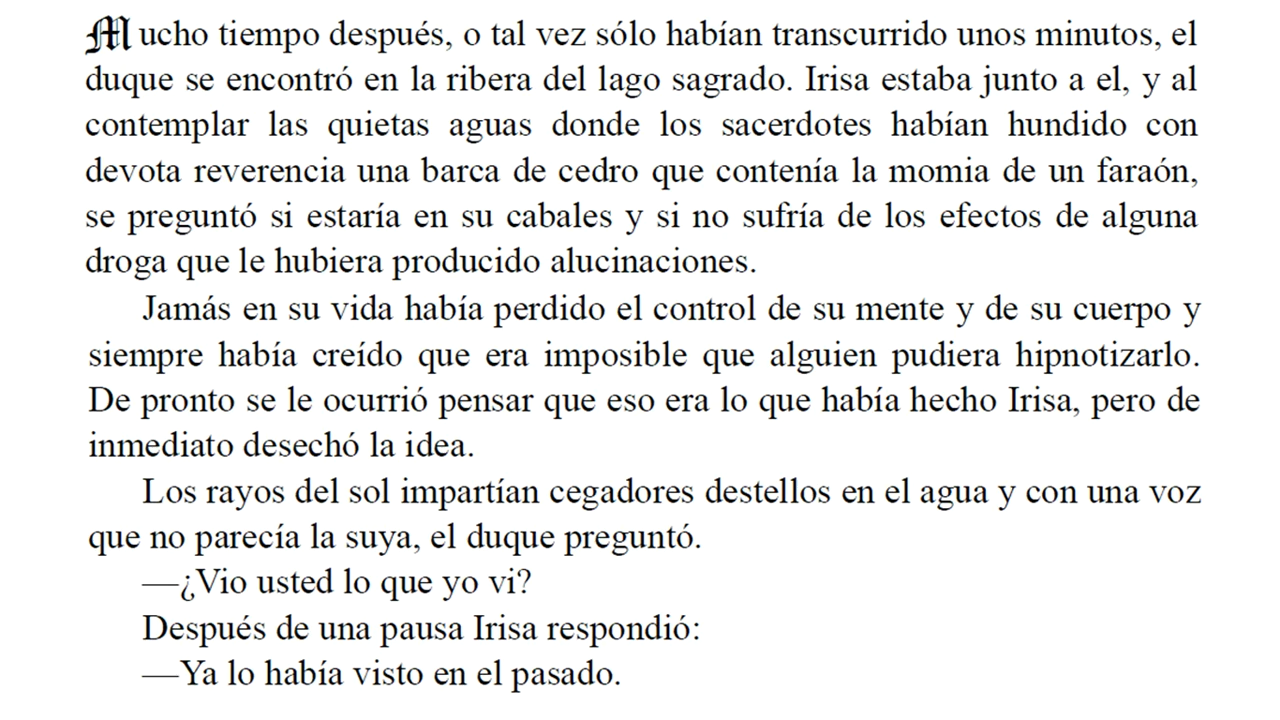 Mucho tiempo después, o tal vez sólo habían transcurrido unos minutos, el
duque se encontró en la ribera del lago sagrado. Irisa estaba junto a el, y al
contemplar las quietas aguas donde los sacerdotes habían hundido con
devota reverencia una barca de cedro que contenía la momia de un faraón,
se preguntó si estaría en su cabales y si no sufría de los efectos de alguna
droga que le hubiera producido alucinaciones.
Jamás en su vida había perdido el control de su mente y de su cuerpo y
siempre había creído que era imposible que alguien pudiera hipnotizarlo.
De pronto se le ocurrió pensar que eso era lo que había hecho Irisa, pero de
inmediato desechó la idea.
Los rayos del sol impartían cegadores destellos en el agua y con una voz
que no parecía la suya, el duque preguntó.
—¿Vio usted lo que yo vi?
Después de una pausa Irisa respondió:
—Ya lo había visto en el pasado.